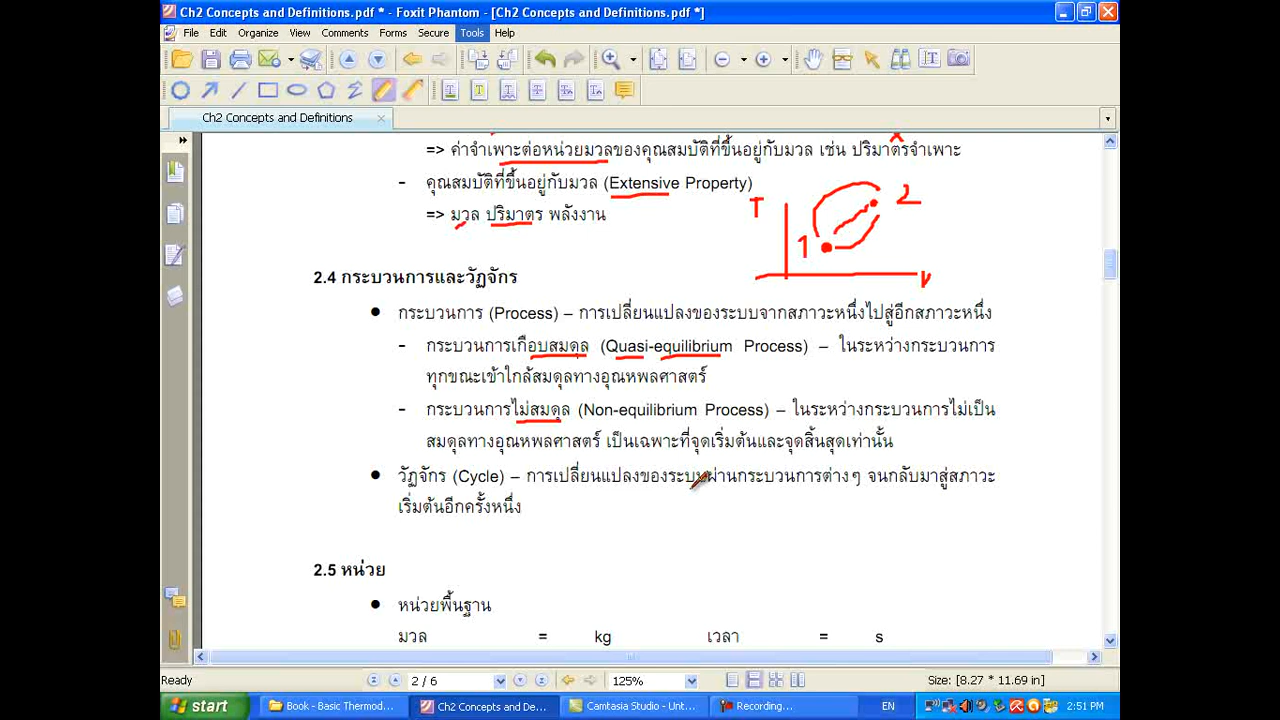 Ch2 Concepts and Definitions.pdf * - Foxit Phantom - [Ch2 Concepts and Definitions.pdf *]
File Edit Organize View Comments Forms Secure Tools Help
Ch2 Concepts and Definitions
=> ค่าจำเพาะต่อหน่วยมวลของคุณสมบัติที่ขึ้นอยู่กับมวล เช่น ปริมาตรจำเพาะ
- คุณสมบัติที่ขึ้นอยู่กับมวล (Extensive Property)
=> มวล ปริมาตร พลังงาน
T 1 2 v
2.4 กระบวนการและวัฏจักร
• กระบวนการ (Process) – การเปลี่ยนแปลงของระบบจากสภาวะหนึ่งไปสู่อีกสภาวะหนึ่ง
- กระบวนการเกือบสมดุล (Quasi-equilibrium Process) – ในระหว่างกระบวนการ
ทุกขณะเข้าใกล้สมดุลทางอุณหพลศาสตร์
- กระบวนการไม่สมดุล (Non-equilibrium Process) – ในระหว่างกระบวนการไม่เป็น
สมดุลทางอุณหพลศาสตร์ เป็นเฉพาะที่จุดเริ่มต้นและจุดสิ้นสุดเท่านั้น
• วัฏจักร (Cycle) – การเปลี่ยนแปลงของระบบผ่านกระบวนการต่างๆ จนกลับมาสู่สภาวะ
เริ่มต้นอีกครั้งหนึ่ง
2.5 หน่วย
• หน่วยพื้นฐาน
มวล = kg เวลา = s
Ready 2 / 6 125% Size: [8.27 * 11.69 in]
start Book - Basic Thermod... Ch2 Concepts and De... Camtasia Studio - Unt... Recording... EN 2:51 PM